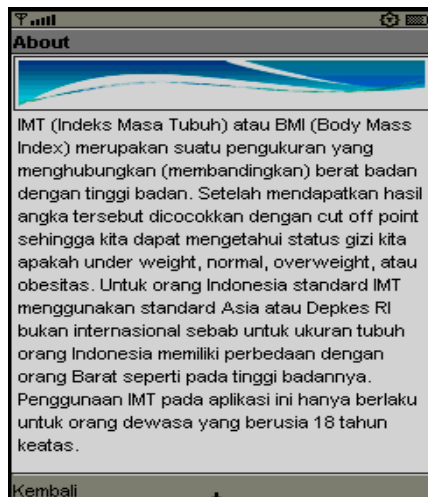 About
IMT (Indeks Masa Tubuh) atau BMI (Body Mass
Index) merupakan suatu pengukuran yang
menghubungkan (membandingkan) berat badan
dengan tinggi badan. Setelah mendapatkan hasil
angka tersebut dicocokkan dengan cut off point
sehingga kita dapat mengetahui status gizi kita
apakah under weight, normal, overweight, atau
obesitas. Untuk orang Indonesia standard IMT
menggunakan standard Asia atau Depkes RI
bukan internasional sebab untuk ukuran tubuh
orang Indonesia memiliki perbedaan dengan
orang Barat seperti pada tinggi badannya.
Penggunaan IMT pada aplikasi ini hanya berlaku
untuk orang dewasa yang berusia 18 tahun
keatas.
Kembali